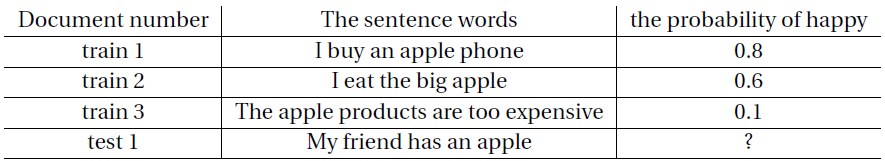 Document number The sentence words the probability of happy
train 1 I buy an apple phone 0.8
train 2 I eat the big apple 0.6
train 3 The apple products are too expensive 0.1
test 1 My friend has an apple ?